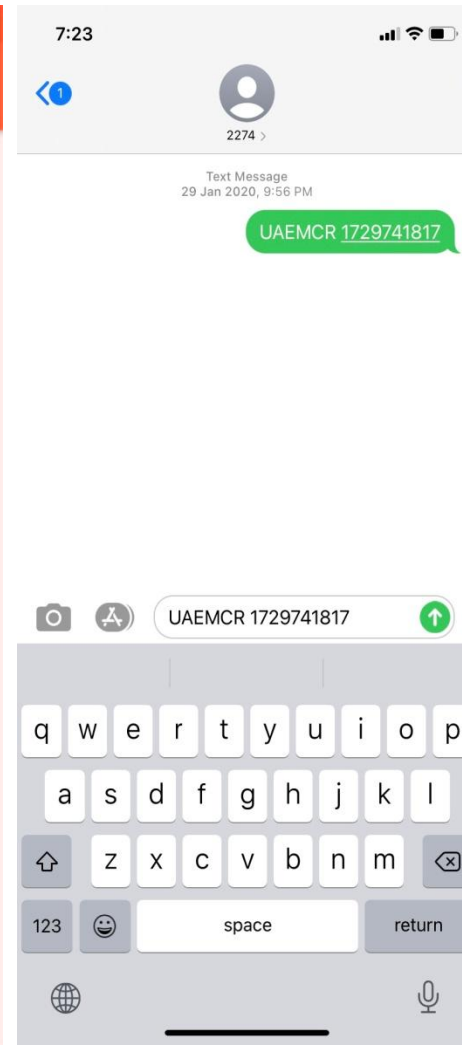 7:23
1
2274 >
Text Message
29 Jan 2020, 9:56 PM
UAEMCR 1729741817
UAEMCR 1729741817
q w e r t y u i o p
a s d f g h j k l
z x c v b n m
123 space return